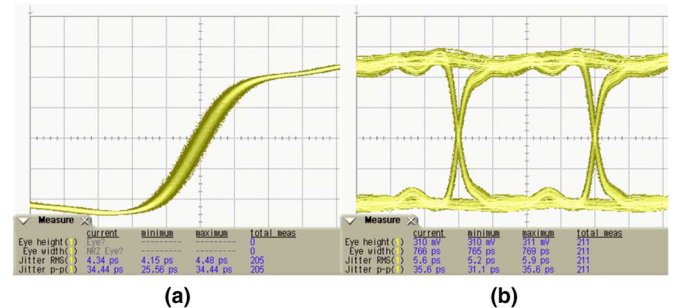 Measure
current minimum maximum total meas
Eye height( ) Eye? --------- --------- 0
Eye width( ) NRZ Eye? --------- --------- 0
Jitter RMS( ) 4.34 ps 4.15 ps 4.48 ps 205
Jitter p-p( ) 34.44 ps 25.56 ps 34.44 ps 205
Measure
current minimum maximum total meas
Eye height( ) 310 mV 310 mV 311 mV 211
Eye width( ) 766 ps 765 ps 769 ps 211
Jitter RMS( ) 5.6 ps 5.2 ps 5.9 ps 211
Jitter p-p( ) 35.6 ps 31.1 ps 35.6 ps 211
(a) (b)